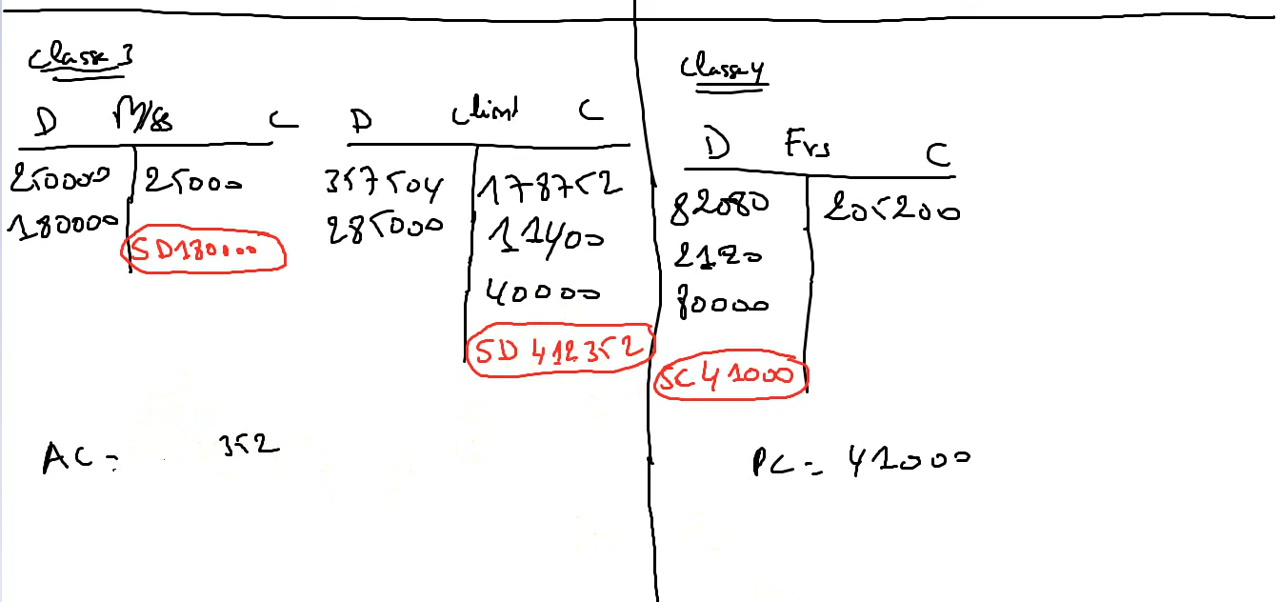 Classe 3
Classe 4
D M/ss C
D Client C
D Frs C
250000 25000
357504 178752
82080 205200
180000
285000 11400
2120
SD 180000
40000
80000
SD 412352
SC 41000
AC = 352
PC = 41000